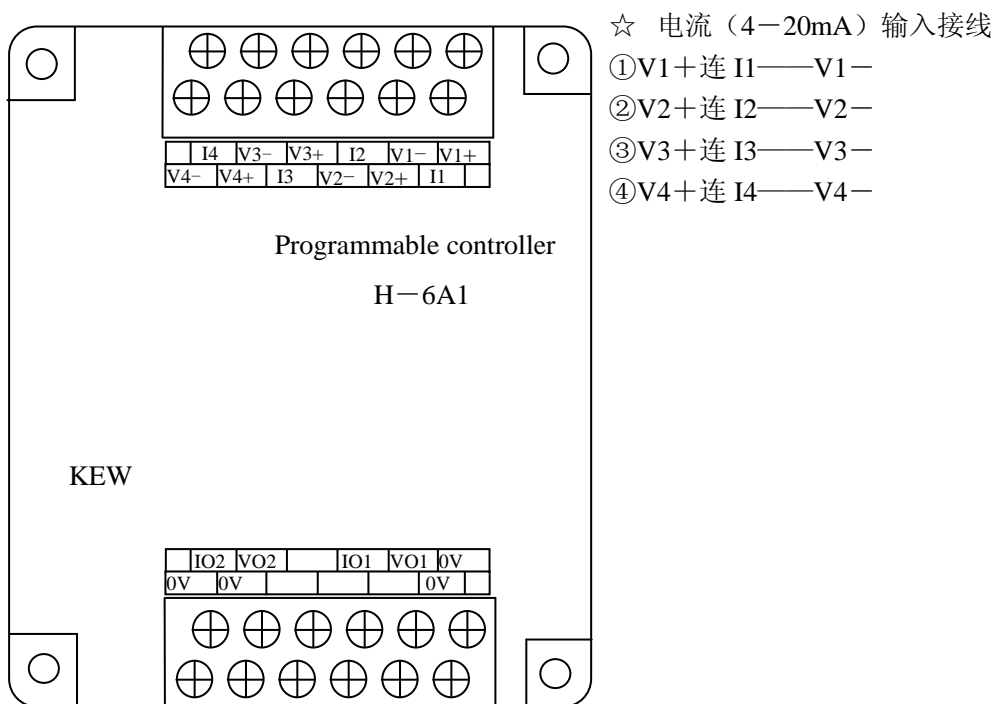 ☆ 电流（4－20mA）输入接线
①V1＋连 I1——V1－
②V2＋连 I2——V2－
③V3＋连 I3——V3－
④V4＋连 I4——V4－
I4 V3− V3+ I2 V1− V1+
V4− V4+ I3 V2− V2+ I1
Programmable controller
H－6A1
KEW
IO2 VO2 IO1 VO1 0V
0V 0V 0V